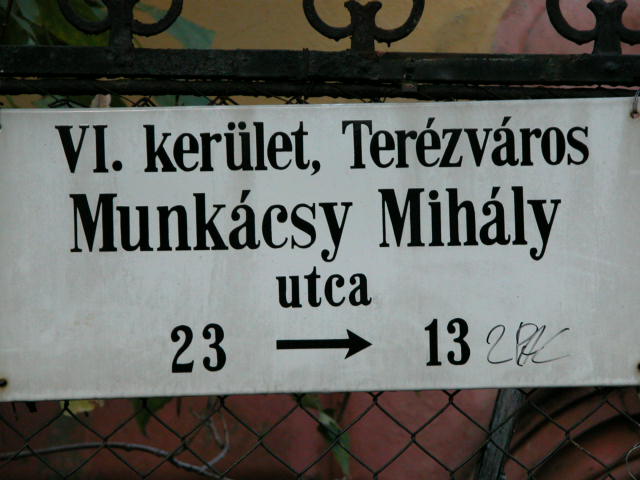 VI. kerület, Terézváros
Munkácsy Mihály
utca
23 → 13